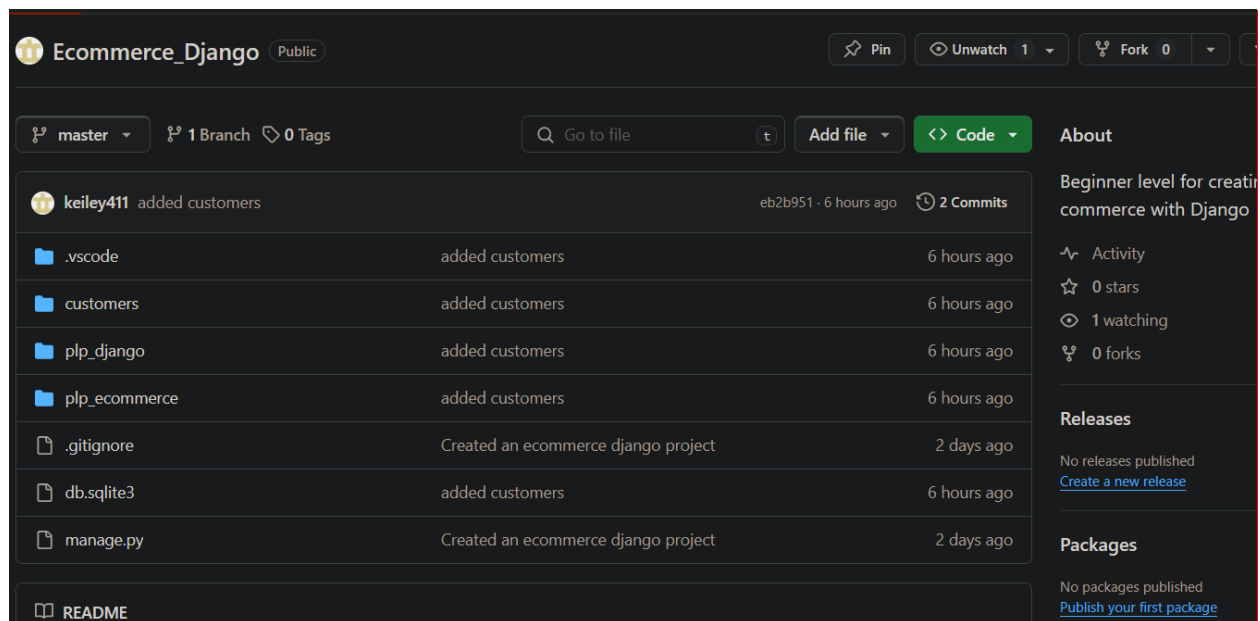 Ecommerce_Django Public
Pin
Unwatch 1
Fork 0
master
1 Branch
0 Tags
Go to file t
Add file
<> Code
keiley411 added customers
eb2b951 · 6 hours ago
2 Commits
.vscode added customers 6 hours ago
customers added customers 6 hours ago
plp_django added customers 6 hours ago
plp_ecommerce added customers 6 hours ago
.gitignore Created an ecommerce django project 2 days ago
db.sqlite3 added customers 6 hours ago
manage.py Created an ecommerce django project 2 days ago
README
About
Beginner level for
commerce with Django
Activity
0 stars
1 watching
0 forks
Releases
No releases published
Create a new release
Packages
No packages published
Publish your first package